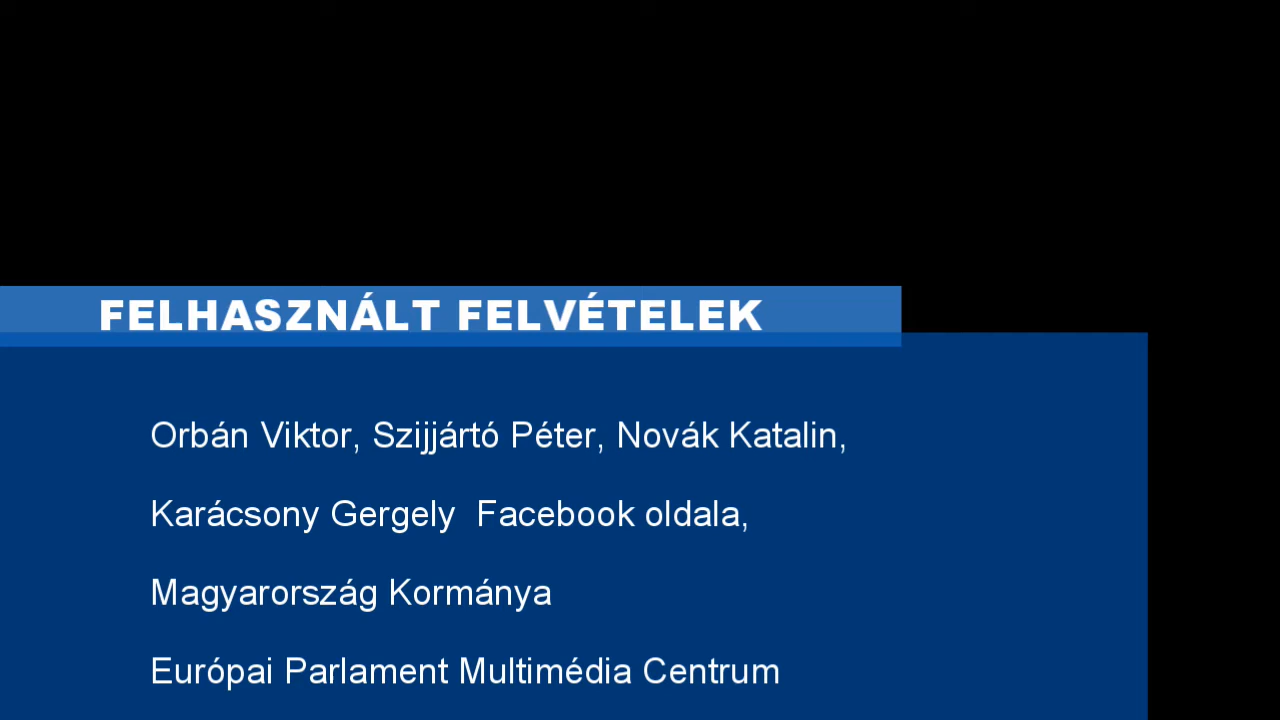 FELHASZNÁLT FELVÉTELEK
Orbán Viktor, Szijjártó Péter, Novák Katalin,
Karácsony Gergely  Facebook oldala,
Magyarország Kormánya
Európai Parlament Multimédia Centrum